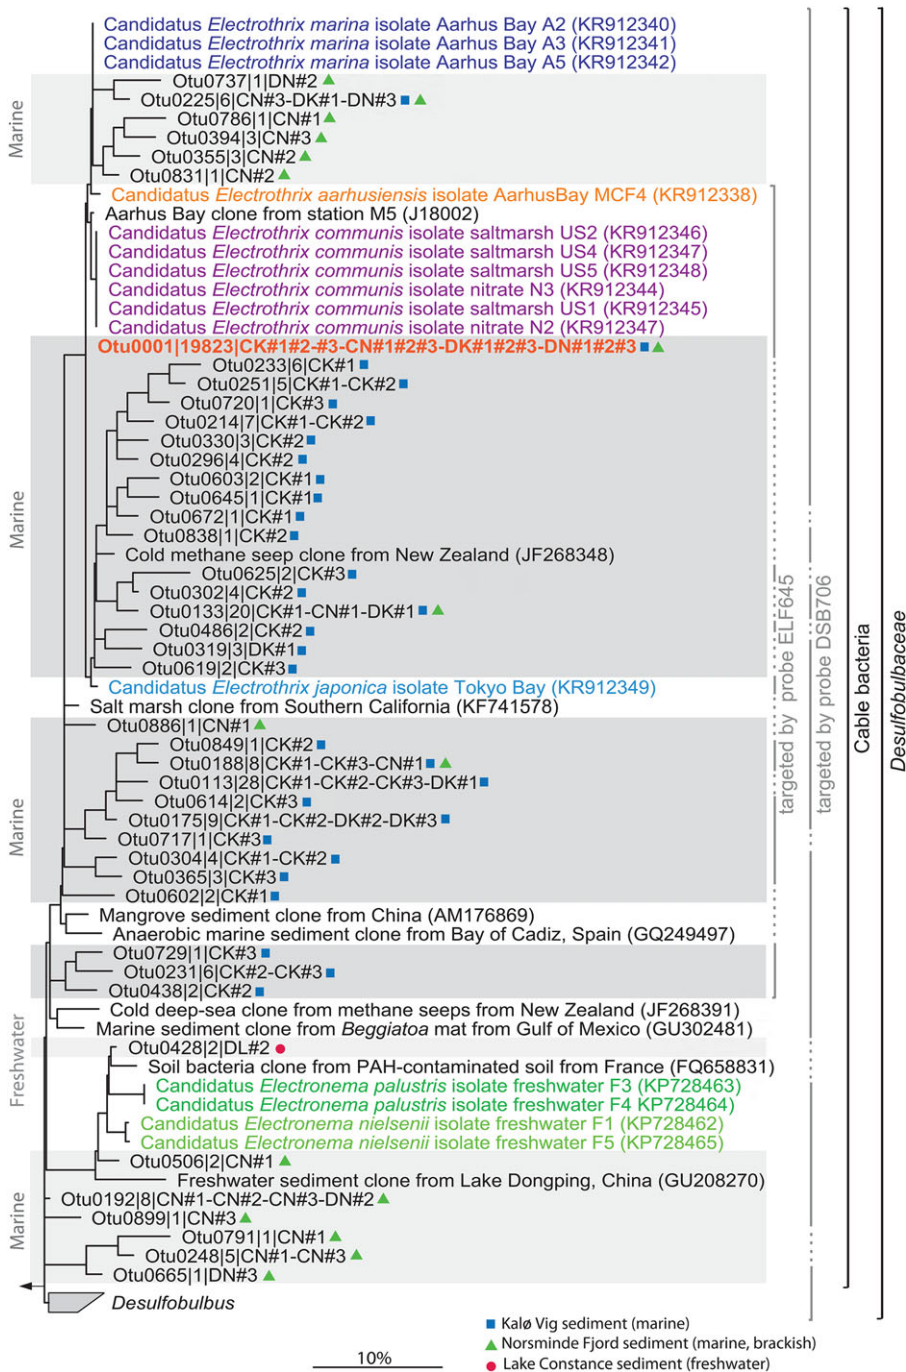 Candidatus Electrothrix marina isolate Aarhus Bay A2 (KR912340)
Candidatus Electrothrix marina isolate Aarhus Bay A3 (KR912341)
Candidatus Electrothrix marina isolate Aarhus Bay A5 (KR912342)
Marine
Otu0737|1|DN#2
Otu0225|6|CN#3-DK#1-DN#3
Otu0786|1|CN#1
Otu0394|3|CN#3
Otu0355|3|CN#2
Otu0831|1|CN#2
Candidatus Electrothrix aarhusiensis isolate AarhusBay MCF4 (KR912338)
Aarhus Bay clone from station M5 (J18002)
Candidatus Electrothrix communis isolate saltmarsh US2 (KR912346)
Candidatus Electrothrix communis isolate saltmarsh US4 (KR912347)
Candidatus Electrothrix communis isolate saltmarsh US5 (KR912348)
Candidatus Electrothrix communis isolate nitrate N3 (KR912344)
Candidatus Electrothrix communis isolate saltmarsh US1 (KR912345)
Candidatus Electrothrix communis isolate nitrate N2 (KR912347)
Marine
Otu0001|19823|CK#1#2-#3-CN#1#2#3-DK#1#2#3-DN#1#2#3
Otu0233|6|CK#1
Otu0251|5|CK#1-CK#2
Otu0720|1|CK#3
Otu0214|7|CK#1-CK#2
Otu0330|3|CK#2
Otu0296|4|CK#2
Otu0603|2|CK#1
Otu0645|1|CK#1
Otu0672|1|CK#1
Otu0838|1|CK#2
Cold methane seep clone from New Zealand (JF268348)
Otu0625|2|CK#3
Otu0302|4|CK#2
Otu0133|20|CK#1-CN#1-DK#1
Otu0486|2|CK#2
Otu0319|3|DK#1
Otu0619|2|CK#3
Candidatus Electrothrix japonica isolate Tokyo Bay (KR912349)
Salt marsh clone from Southern California (KF741578)
Marine
Otu0886|1|CN#1
Otu0849|1|CK#2
Otu0188|8|CK#1-CK#3-CN#1
Otu0113|28|CK#1-CK#2-CK#3-DK#1
Otu0614|2|CK#3
Otu0175|9|CK#1-CK#2-DK#2-DK#3
Otu0717|1|CK#3
Otu0304|4|CK#1-CK#2
Otu0365|3|CK#3
Otu0602|2|CK#1
Mangrove sediment clone from China (AM176869)
Anaerobic marine sediment clone from Bay of Cadiz, Spain (GQ249497)
Otu0729|1|CK#3
Otu0231|6|CK#2-CK#3
Otu0438|2|CK#2
Cold deep-sea clone from methane seeps from New Zealand (JF268391)
Marine sediment clone from Beggiatoa mat from Gulf of Mexico (GU302481)
Freshwater
Otu0428|2|DL#2
Soil bacteria clone from PAH-contaminated soil from France (FQ658831)
Candidatus Electronema palustris isolate freshwater F3 (KP728463)
Candidatus Electronema palustris isolate freshwater F4 KP728464)
Candidatus Electronema nielsenii isolate freshwater F1 (KP728462)
Candidatus Electronema nielsenii isolate freshwater F5 (KP728465)
Marine
Otu0506|2|CN#1
Freshwater sediment clone from Lake Dongping, China (GU208270)
Otu0192|8|CN#1-CN#2-CN#3-DN#2
Otu0899|1|CN#3
Otu0791|1|CN#1
Otu0248|5|CN#1-CN#3
Otu0665|1|DN#3
Desulfobulbus
targeted by probe ELF645
targeted by probe DSB706
Cable bacteria
Desulfobulbaceae
10%
Kalø Vig sediment (marine)
Norsminde Fjord sediment (marine, brackish)
Lake Constance sediment (freshwater)